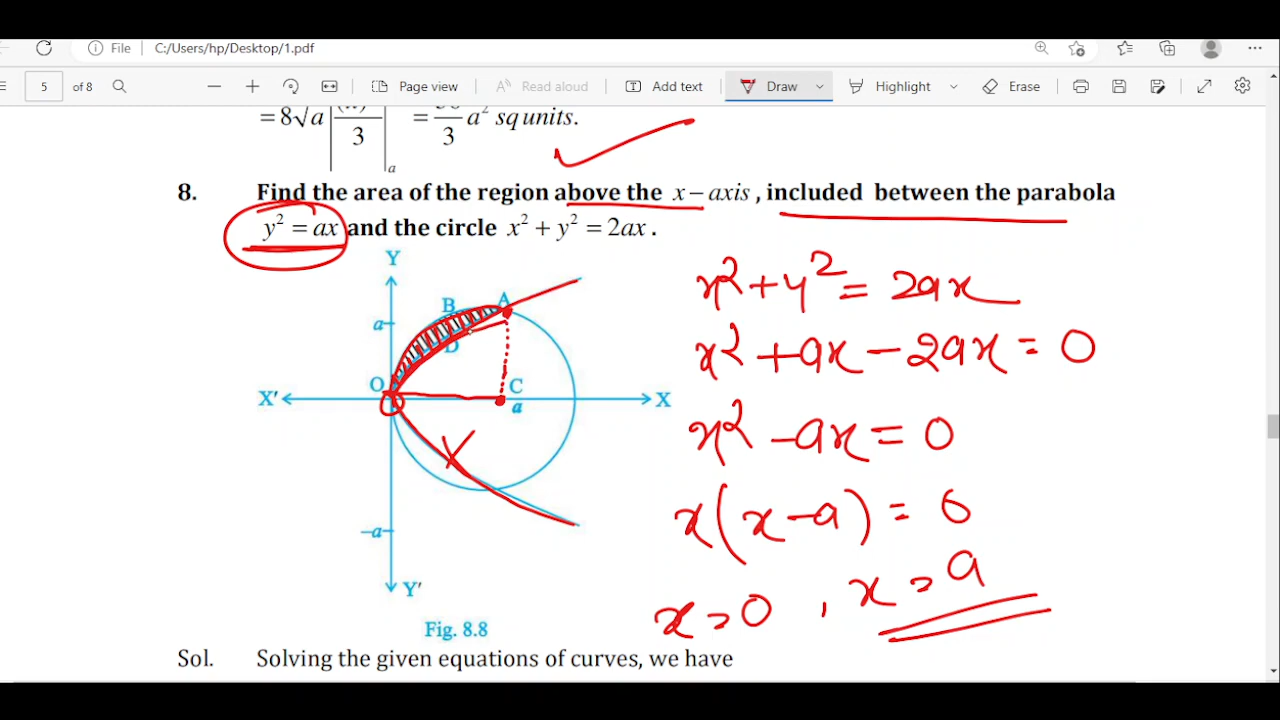 File C:/Users/hp/Desktop/1.pdf
5 of 8 Page view Read aloud Add text Draw Highlight Erase
= 8√a 3 a = 3 a² sq units.
8. Find the area of the region above the x – axis , included between the parabola
y² = ax and the circle x² + y² = 2ax .
Y
x² + y² = 2ax
B A
a
D
x² + ax – 2ax = 0
O C
X' X
a
x² – ax = 0
x(x – a) = 0
–a
Y'
x = 0 , x = a
Fig. 8.8
Sol. Solving the given equations of curves, we have